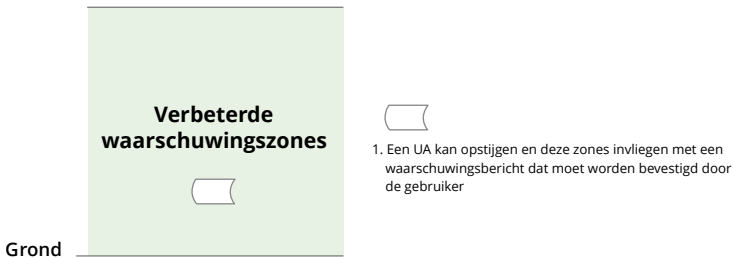 Verbeterde
waarschuwingszones
1. Een UA kan opstijgen en deze zones invliegen met een
waarschuwingsbericht dat moet worden bevestigd door
de gebruiker
Grond